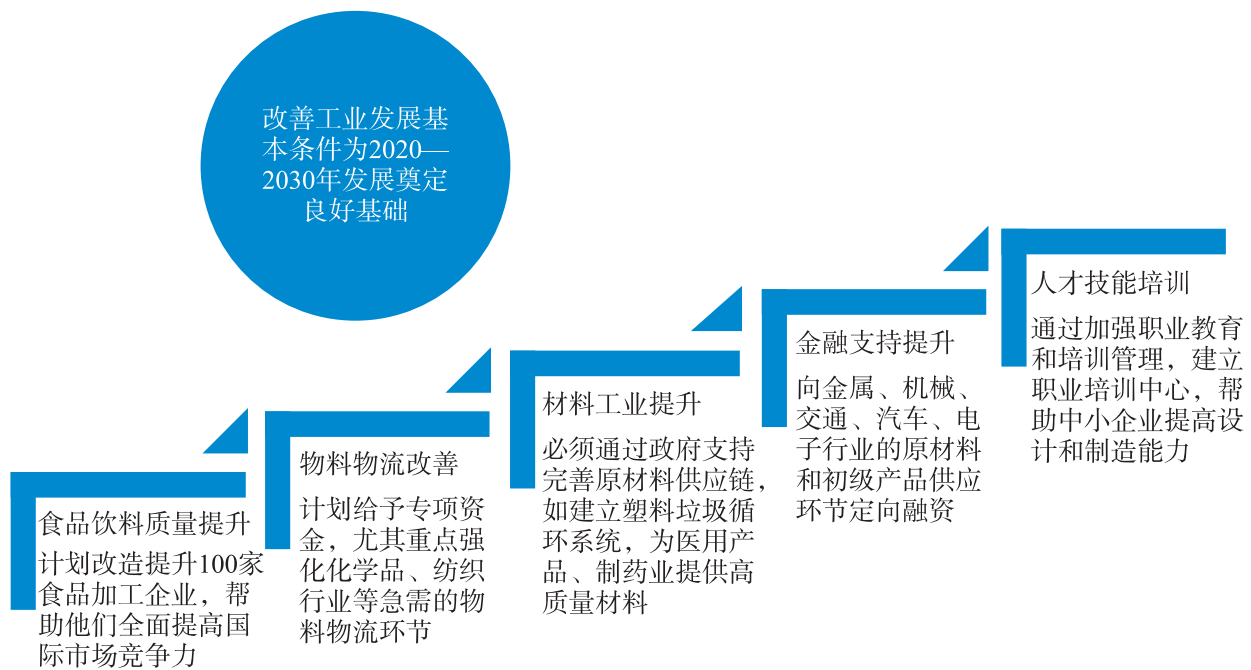 改善工业发展基
本条件为2020—
2030年发展奠定
良好基础
食品饮料质量提升
计划改造提升100家
食品加工企业，帮
助他们全面提高国
际市场竞争力
物料物流改善
计划给予专项资
金，尤其重点强
化化学品、纺织
行业等急需的物
料物流环节
材料工业提升
必须通过政府支持
完善原材料供应链，
如建立塑料垃圾循
环系统，为医用产
品、制药业提供高
质量材料
金融支持提升
向金属、机械、
交通、汽车、电
子行业的原材料
和初级产品供应
环节定向融资
人才技能培训
通过加强职业教育
和培训管理，建立
职业培训中心，帮
助中小企业提高设
计和制造能力